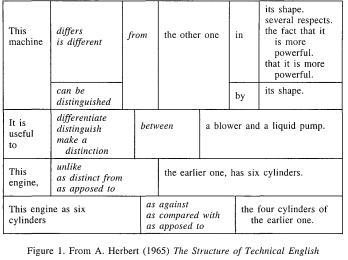 This machine
differs
is different
from
the other one
in
its shape.
several respects.
the fact that it
is more
powerful.
that it is more
powerful.
can be
distinguished
by
its shape.
It is
useful
to
differentiate
distinguish
make a
distinction
between
a blower and a liquid pump.
This
engine,
unlike
as distinct from
as opposed to
the earlier one, has six cylinders.
This engine as six
cylinders
as against
as compared with
as opposed to
the four cylinders of
the earlier one.
Figure 1. From A. Herbert (1965) The Structure of Technical English